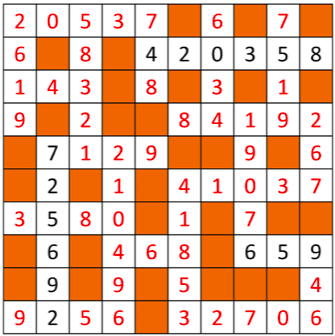 2 0 5 3 7 6 7
6 8 4 2 0 3 5 8
1 4 3 8 3 1
9 2 8 4 1 9 2
7 1 2 9 9 6
2 1 4 1 0 3 7
3 5 8 0 1 7
6 4 6 8 6 5 9
9 9 5 4
9 2 5 6 3 2 7 0 6